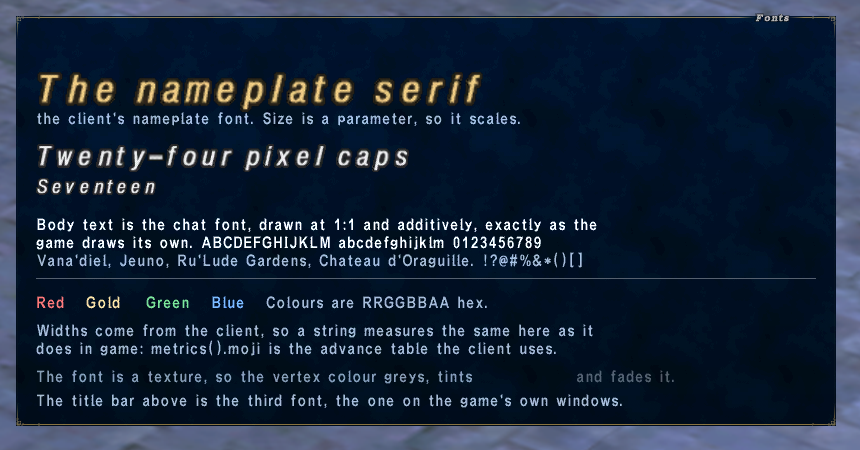 Fonts
The nameplate serif
the client's nameplate font. Size is a parameter, so it scales.
Twenty-four pixel caps
Seventeen
Body text is the chat font, drawn at 1:1 and additively, exactly as the
game draws its own. ABCDEFGHIJKLM abcdefghijklm 0123456789
Vana'diel, Jeuno, Ru'Lude Gardens, Chateau d'Oraguille. !?@#%&*()[]
Red Gold Green Blue Colours are RRGGBBAA hex.
Widths come from the client, so a string measures the same here as it
does in game: metrics().moji is the advance table the client uses.
The font is a texture, so the vertex colour greys, tints and fades it.
The title bar above is the third font, the one on the game's own windows.